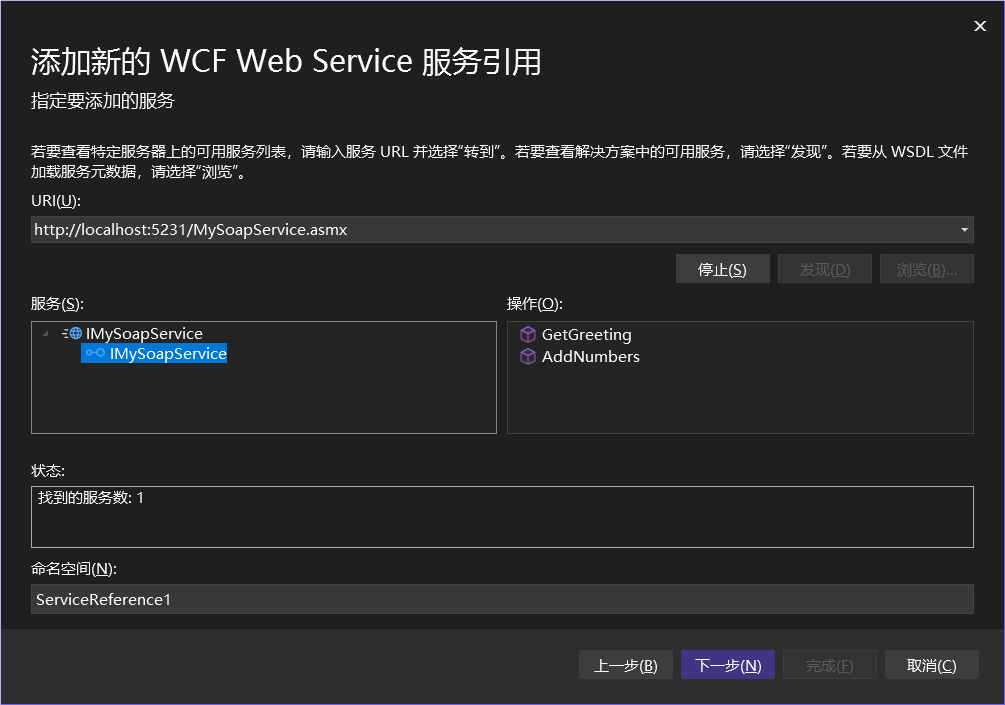 添加新的 WCF Web Service 服务引用
指定要添加的服务
若要查看特定服务器上的可用服务列表，请输入服务 URL 并选择“转到”。若要查看解决方案中的可用服务，请选择“发现”。若要从 WSDL 文件
加载服务元数据，请选择“浏览”。
URI(U):
http://localhost:5231/MySoapService.asmx
停止(S) 发现(D) 浏览(B)...
服务(S): 操作(O):
IMySoapService GetGreeting
IMySoapService AddNumbers
状态:
找到的服务数: 1
命名空间(N):
ServiceReference1
上一步(B) 下一步(N) 完成(F) 取消(C)